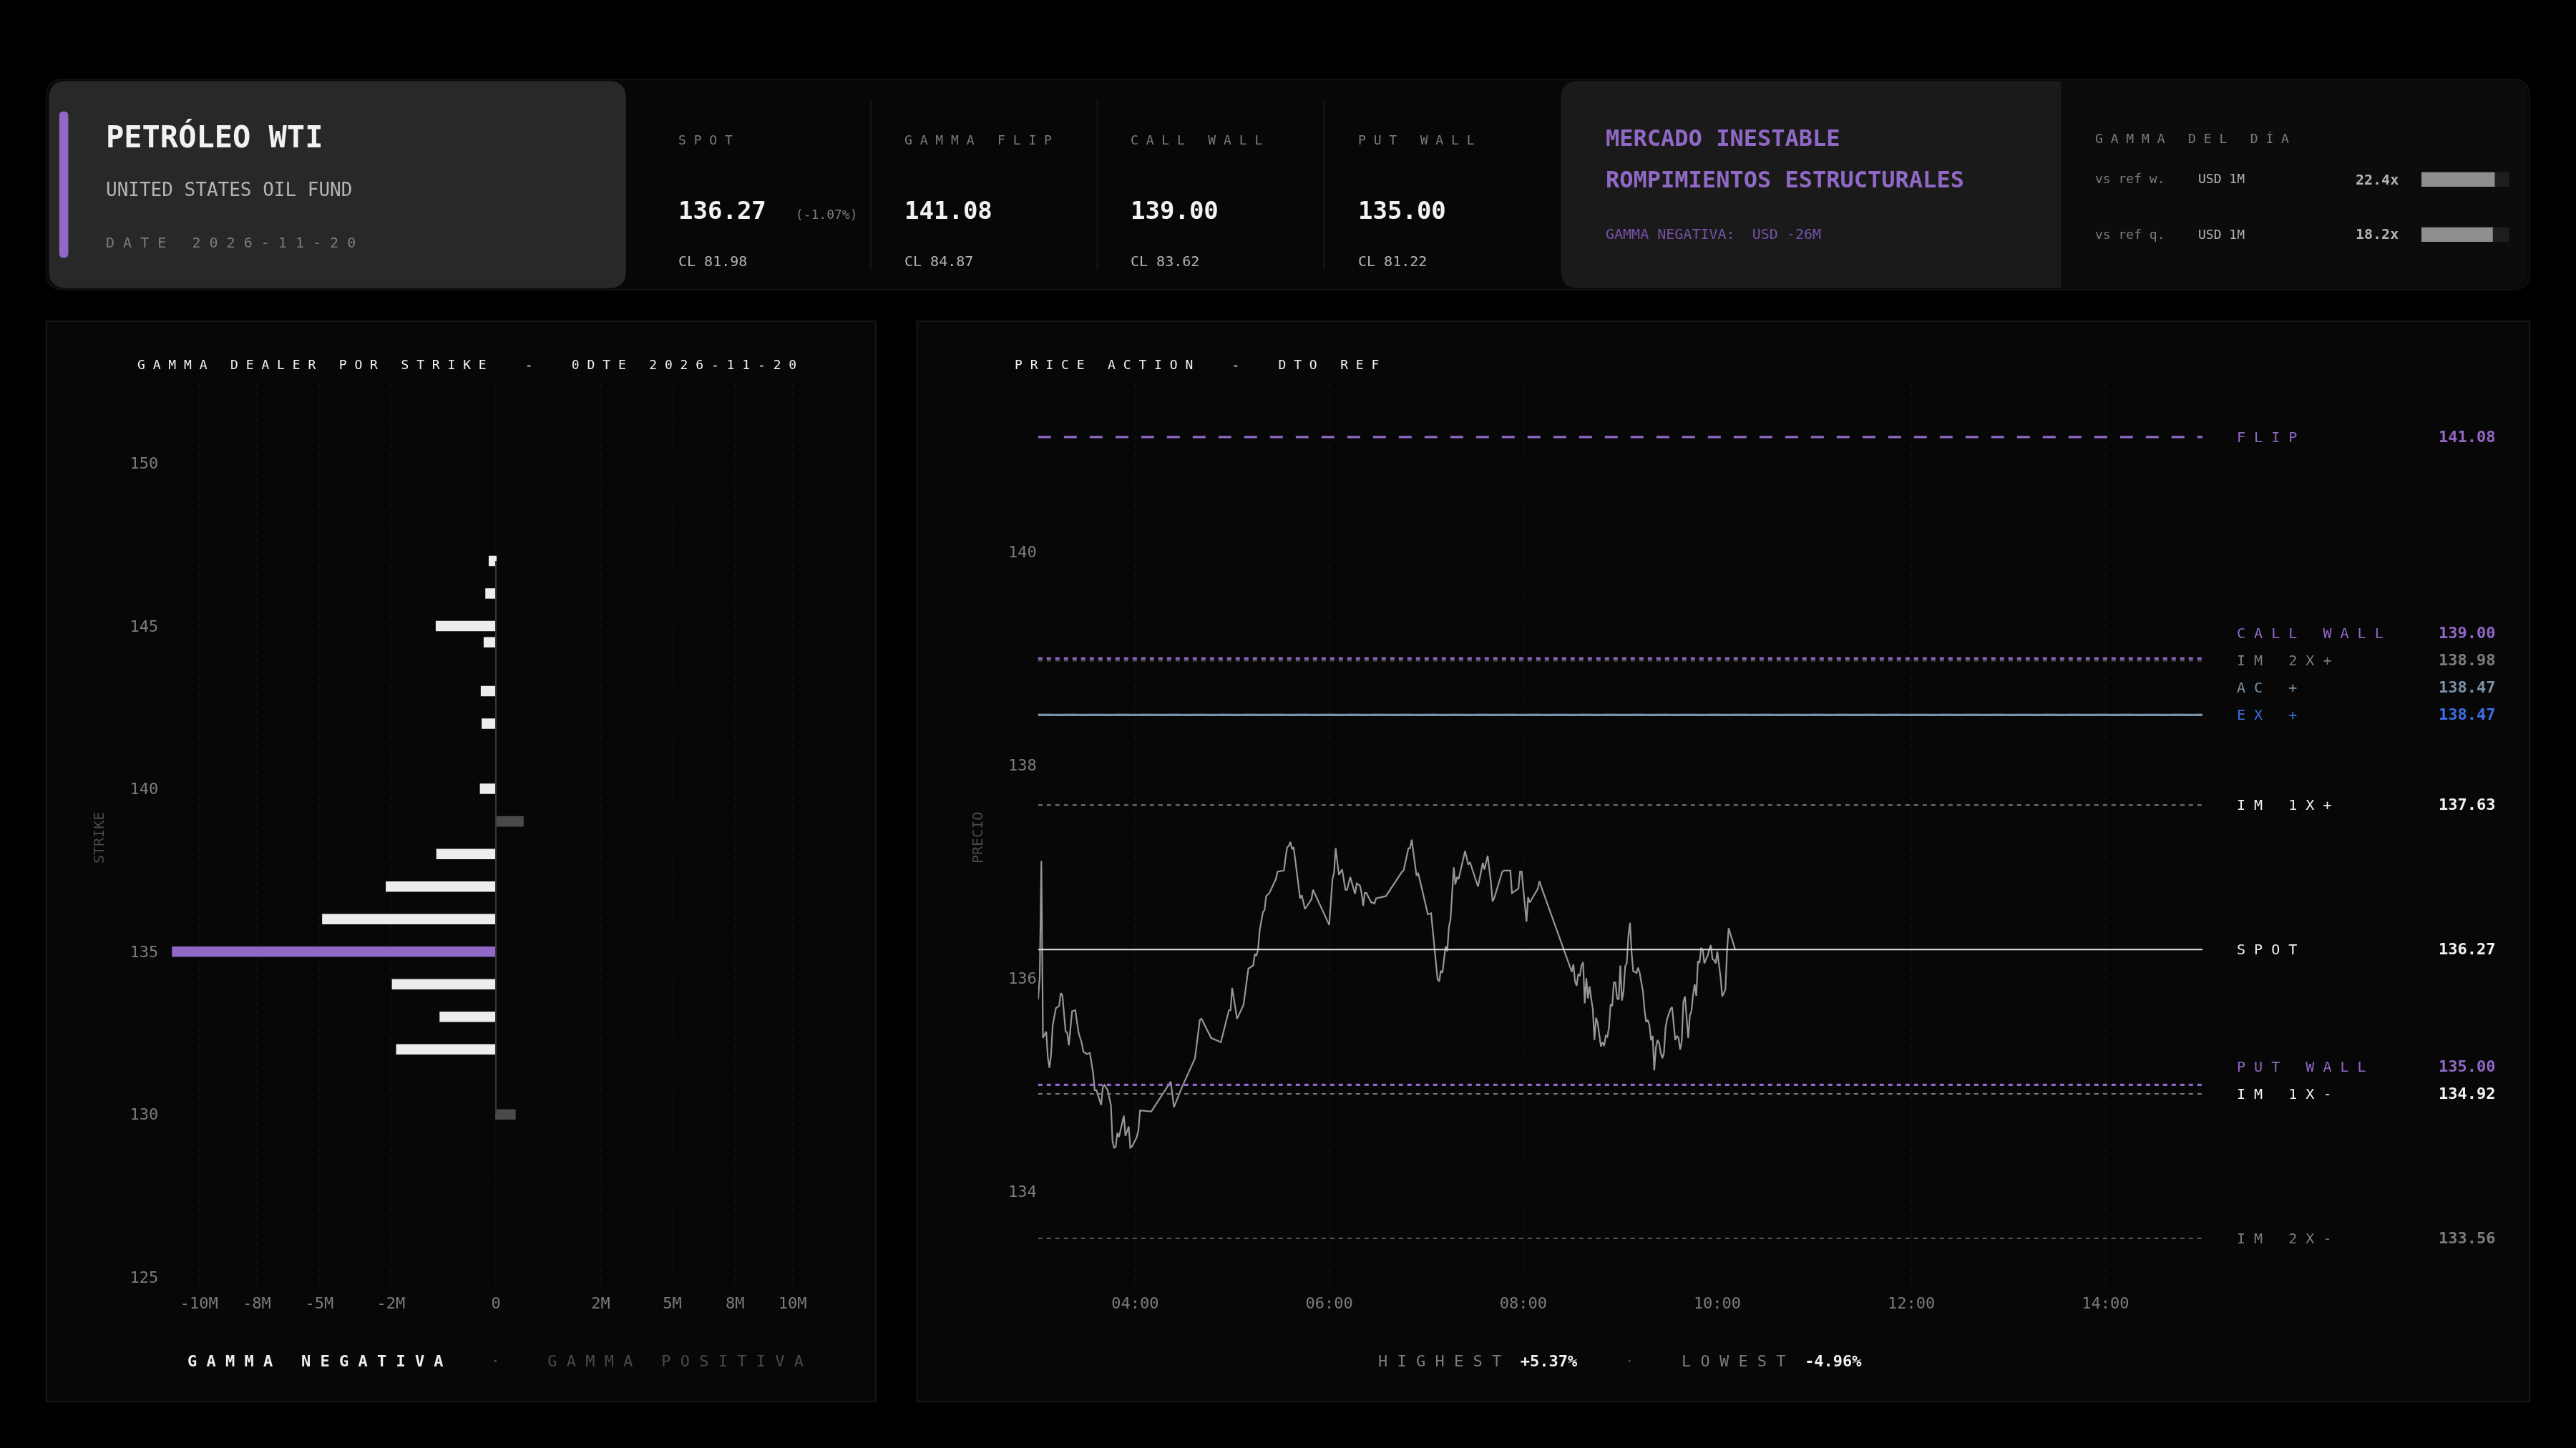 PETRÓLEO WTI
UNITED STATES OIL FUND
DATE 2026-11-20
SPOT
136.27 (-1.07%)
CL 81.98
GAMMA FLIP
141.08
CL 84.87
CALL WALL
139.00
CL 83.62
PUT WALL
135.00
CL 81.22
MERCADO INESTABLE
ROMPIMIENTOS ESTRUCTURALES
GAMMA NEGATIVA: USD -26M
GAMMA DEL DÍA
vs ref w. USD 1M 22.4x
vs ref q. USD 1M 18.2x
GAMMA DEALER POR STRIKE - 0DTE 2026-11-20
STRIKE
150
145
140
135
130
125
-10M -8M -5M -2M 0 2M 5M 8M 10M
GAMMA NEGATIVA · GAMMA POSITIVA
PRICE ACTION - DTO REF
PRECIO
140
138
136
134
FLIP 141.08
CALL WALL 139.00
IM 2X+ 138.98
AC + 138.47
EX + 138.47
IM 1X+ 137.63
SPOT 136.27
PUT WALL 135.00
IM 1X- 134.92
IM 2X- 133.56
04:00 06:00 08:00 10:00 12:00 14:00
HIGHEST +5.37% · LOWEST -4.96%